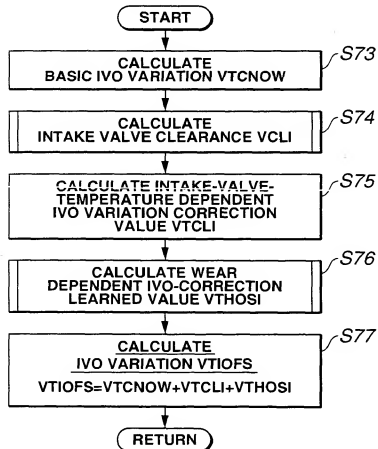 START
CALCULATE
BASIC IVO VARIATION VTCNOW
S73
CALCULATE
INTAKE VALVE CLEARANCE VCLI
S74
CALCULATE INTAKE-VALVE-
TEMPERATURE DEPENDENT
IVO VARIATION CORRECTION
VALUE VTCLI
S75
CALCULATE WEAR
DEPENDENT IVO-CORRECTION
LEARNED VALUE VTHOSI
S76
CALCULATE
IVO VARIATION VTIOFS
VTIOFS=VTCNOW+VTCLI+VTHOSI
S77
RETURN